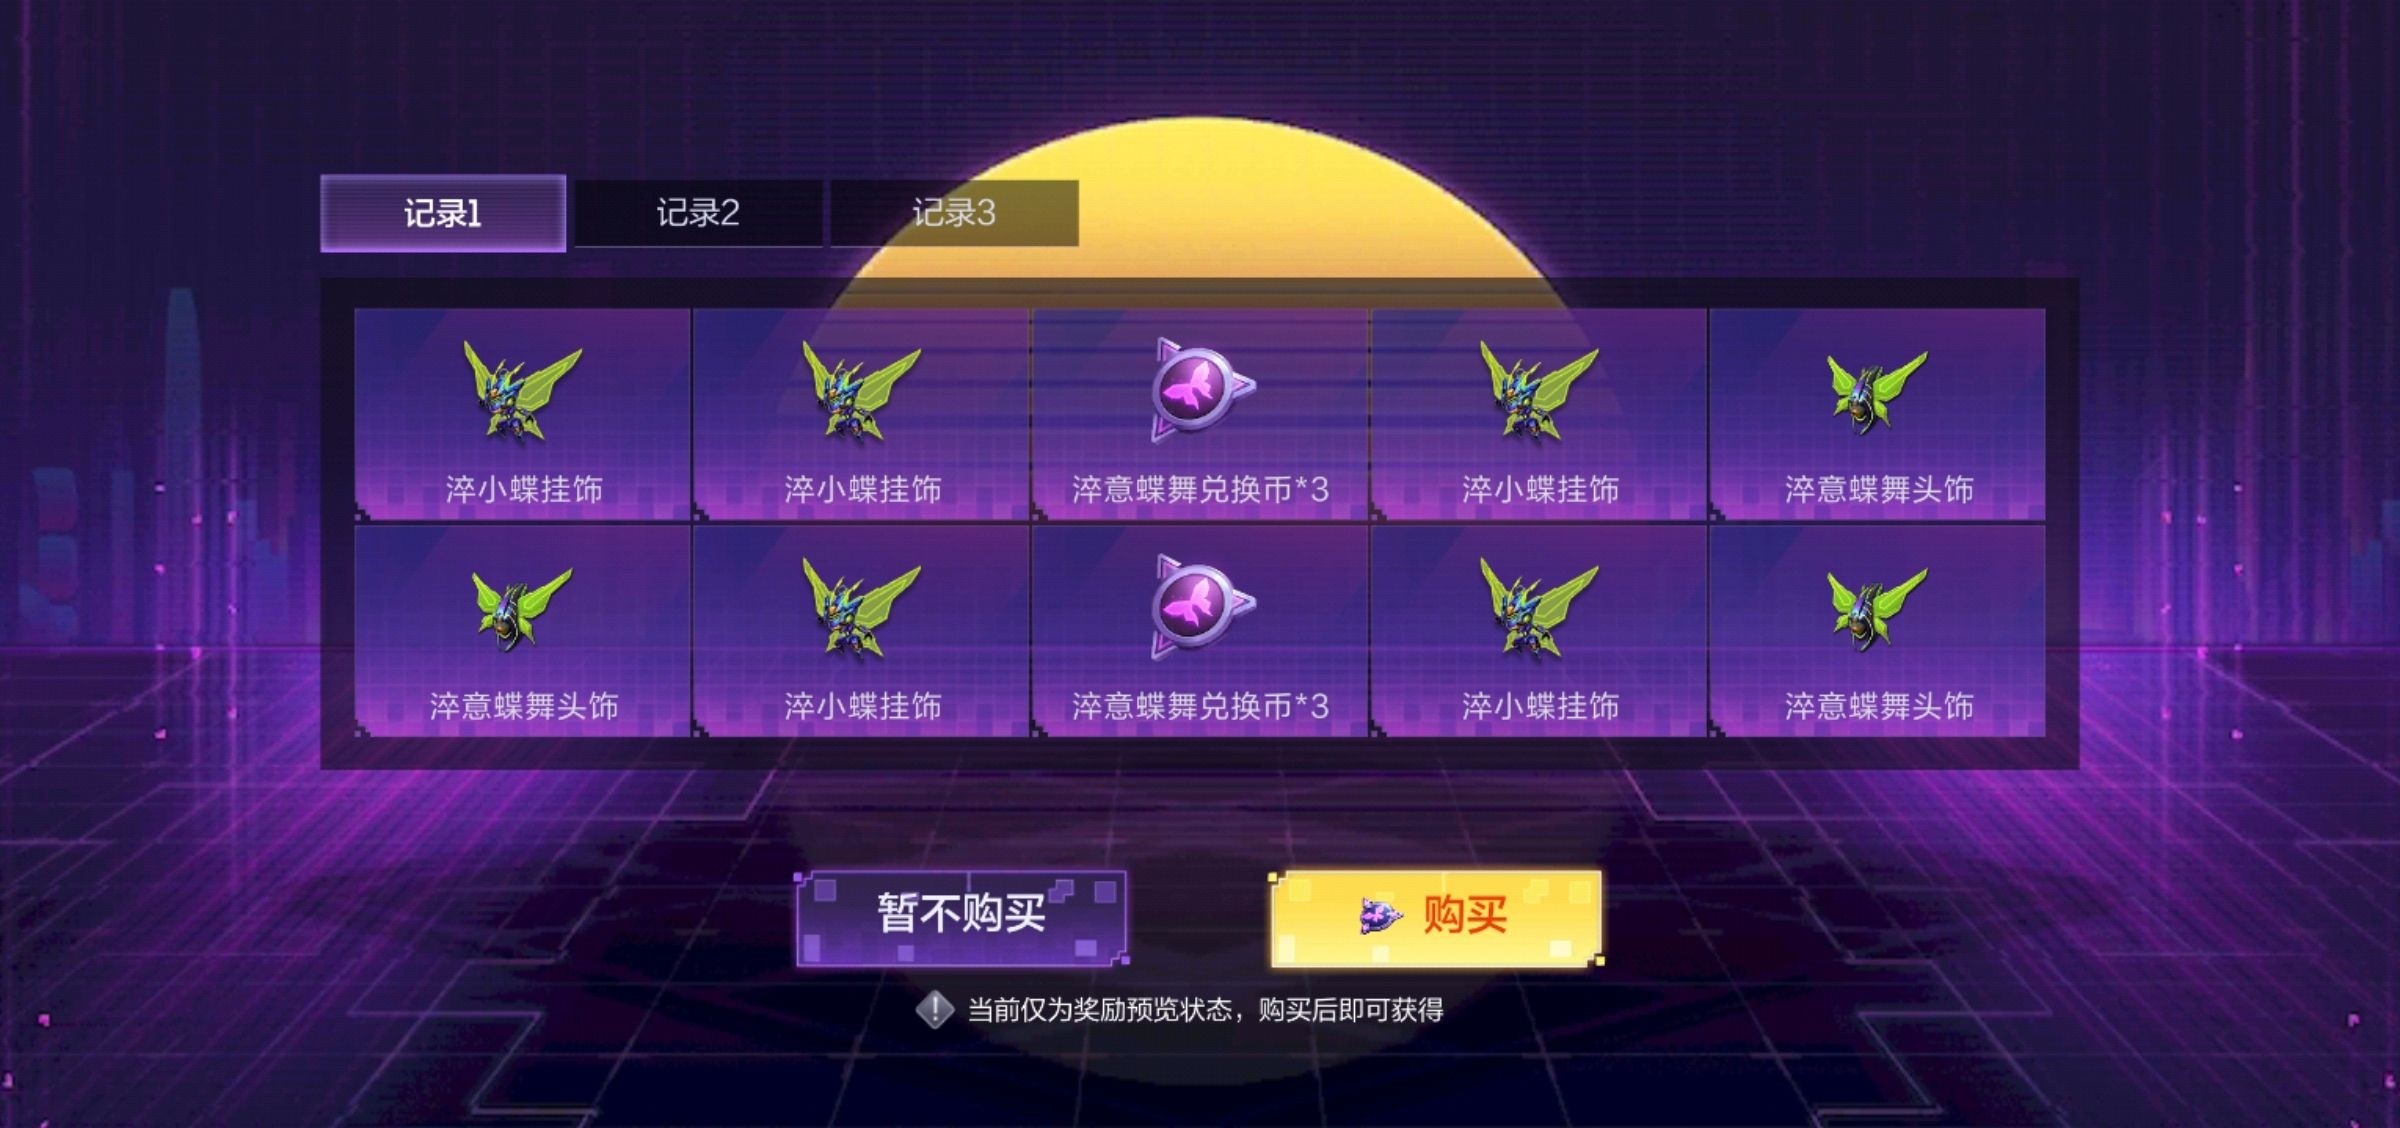 记录1 记录2 记录3
淬小蝶挂饰 淬小蝶挂饰 淬意蝶舞兑换币*3 淬小蝶挂饰 淬意蝶舞头饰
淬意蝶舞头饰 淬小蝶挂饰 淬意蝶舞兑换币*3 淬小蝶挂饰 淬意蝶舞头饰
暂不购买 购买
当前仅为奖励预览状态，购买后即可获得